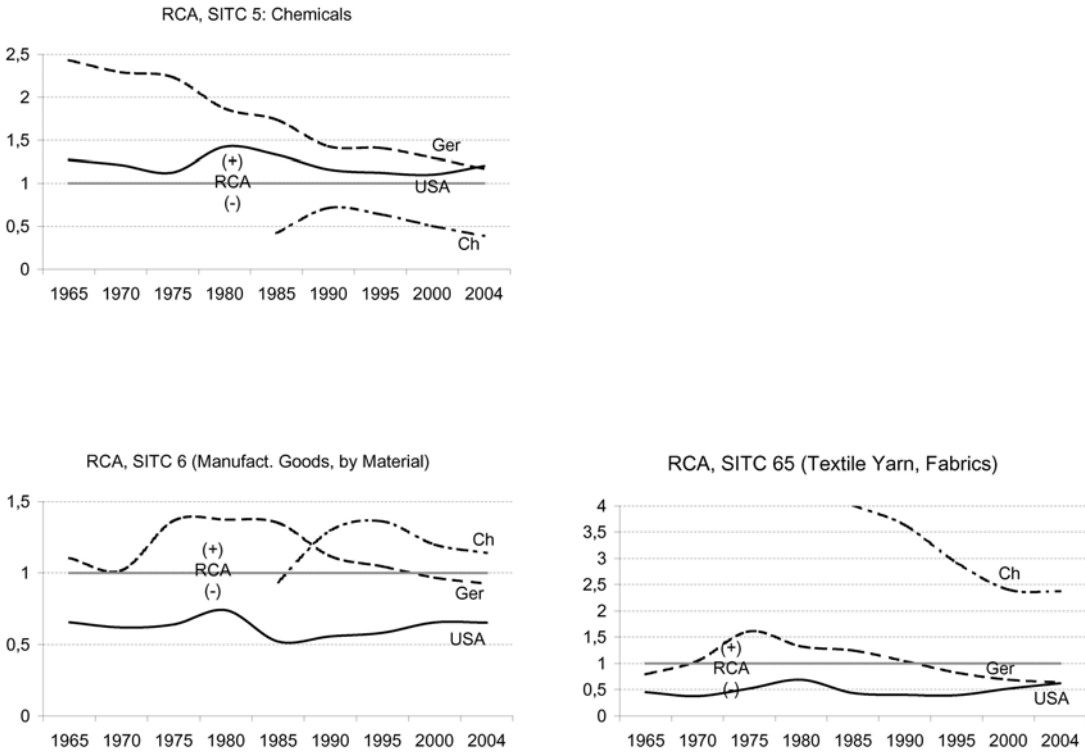 RCA, SITC 5: Chemicals
2,5
2
1,5
1
0,5
0
Ger
(+)
RCA
USA
(-)
Ch
1965 1970 1975 1980 1985 1990 1995 2000 2004
RCA, SITC 6 (Manufact. Goods, by Material)
1,5
1
0,5
0
Ch
(+)
RCA
(-)
Ger
USA
1965 1970 1975 1980 1985 1990 1995 2000 2004
RCA, SITC 65 (Textile Yarn, Fabrics)
4
3,5
3
2,5
2
1,5
1
0,5
0
Ch
(+)
RCA
Ger
(-)
USA
1965 1970 1975 1980 1985 1990 1995 2000 2004